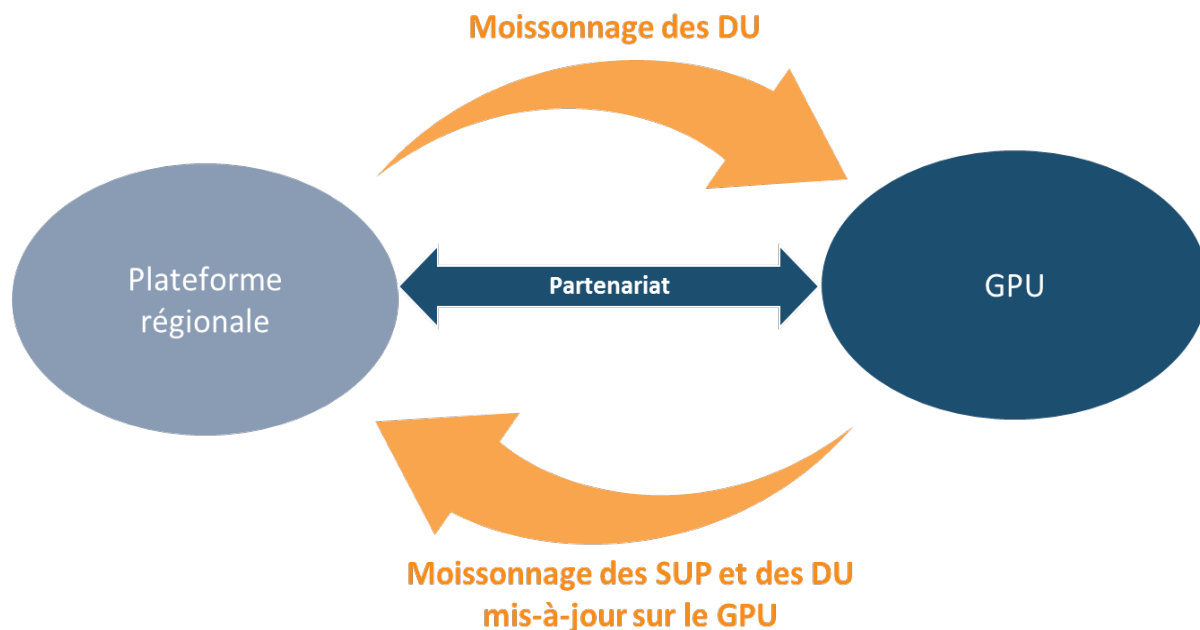 Moissonnage des DU
Plateforme
régionale
Partenariat
GPU
Moissonnage des SUP et des DU
mis-à-jour sur le GPU